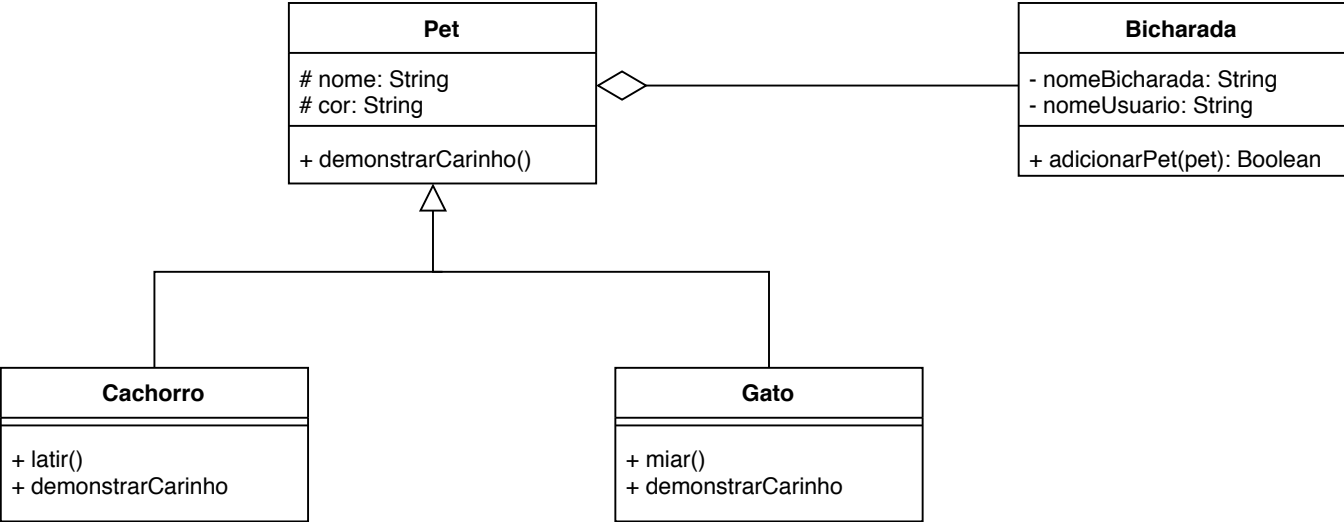 Pet
# nome: String
# cor: String
+ demonstrarCarinho()
Bicharada
- nomeBicharada: String
- nomeUsuario: String
+ adicionarPet(pet): Boolean
Cachorro
+ latir()
+ demonstrarCarinho
Gato
+ miar()
+ demonstrarCarinho